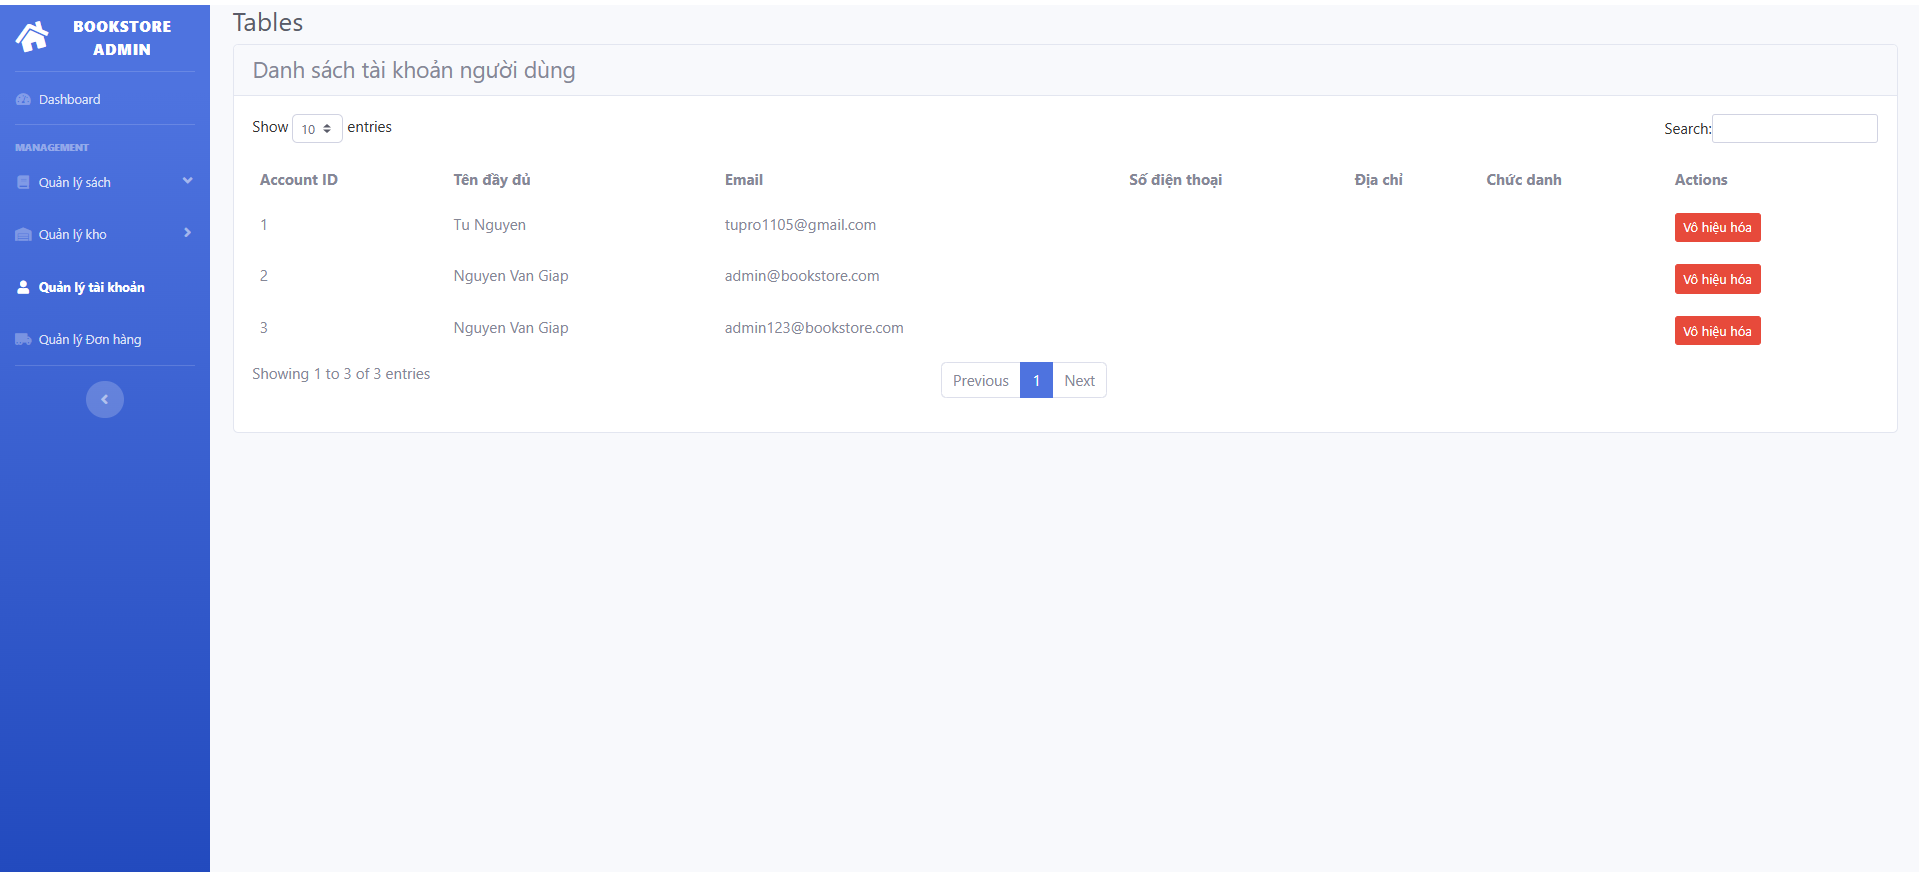 BOOKSTORE
ADMIN
Dashboard
MANAGEMENT
Quản lý sách
Quản lý kho
Quản lý tài khoản
Quản lý Đơn hàng
Tables
Danh sách tài khoản người dùng
Show 10 entries
Search:
Account ID Tên đầy đủ Email Số điện thoại Địa chỉ Chức danh Actions
1 Tu Nguyen tupro1105@gmail.com Vô hiệu hóa
2 Nguyen Van Giap admin@bookstore.com Vô hiệu hóa
3 Nguyen Van Giap admin123@bookstore.com Vô hiệu hóa
Showing 1 to 3 of 3 entries
Previous 1 Next